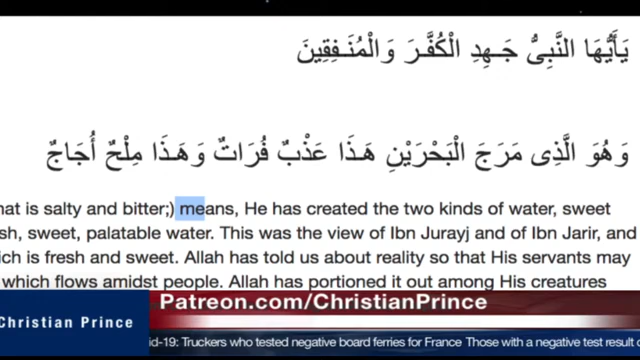 يَأَيُّهَا النَّبِىُّ جَـهِدِ الْكُفَّـرَ وَالْمُنَـفِقِينَ
وَهُوَ الَّذِى مَرَجَ الْبَحْرَيْنِ هَـذَا عَذْبٌ فُرَاتٌ وَهَـذَا مِلْحٌ أُجَاجٌ
hat is salty and bitter;) means, He has created the two kinds of water, sweet
sh, sweet, palatable water. This was the view of Ibn Jurayj and of Ibn Jarir, and
ich is fresh and sweet. Allah has told us about reality so that His servants may
which flows amidst people. Allah has portioned it out among His creatures
Patreon.com/ChristianPrince
Christian Prince
id-19: Truckers who tested negative board ferries for France Those with a negative test result c